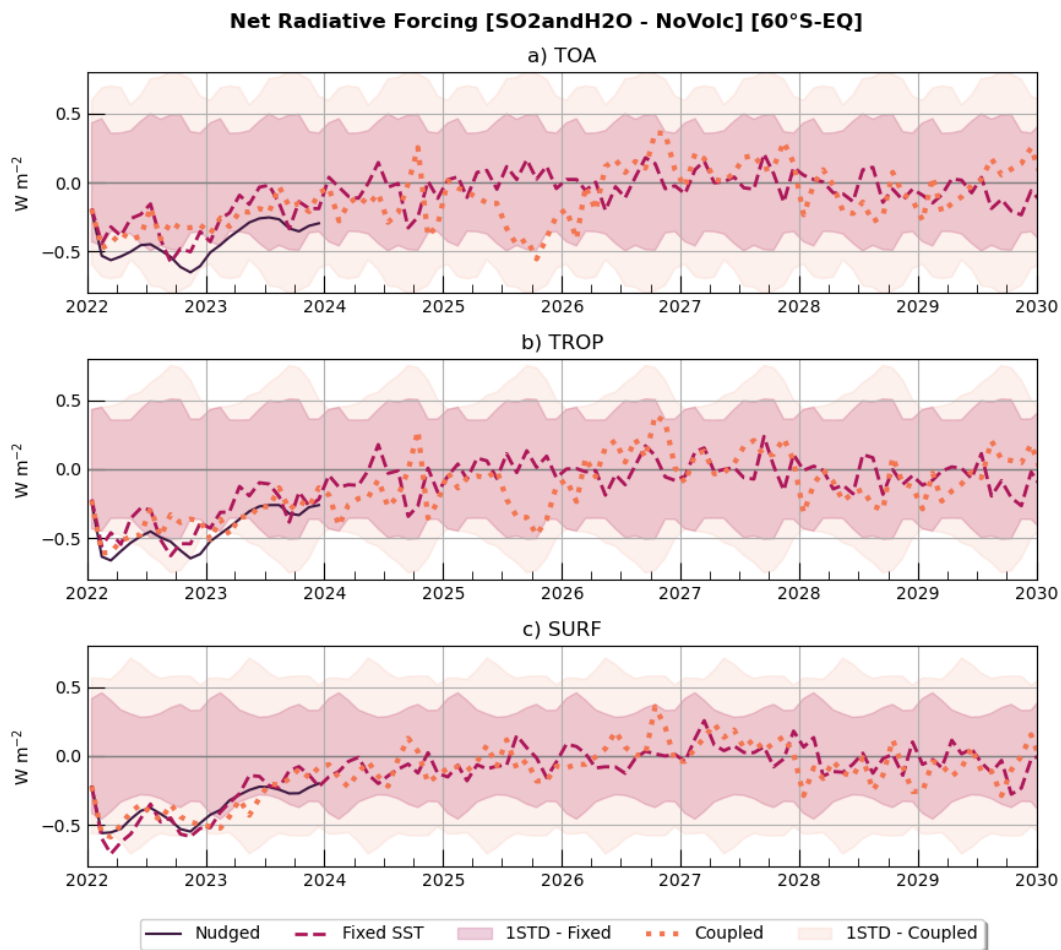 Net Radiative Forcing [SO2andH2O - NoVolc] [60°S-EQ]
a) TOA
W m−2
0.5
0.0
−0.5
2022 2023 2024 2025 2026 2027 2028 2029 2030
b) TROP
W m−2
0.5
0.0
−0.5
2022 2023 2024 2025 2026 2027 2028 2029 2030
c) SURF
W m−2
0.5
0.0
−0.5
2022 2023 2024 2025 2026 2027 2028 2029 2030
Nudged Fixed SST 1STD - Fixed Coupled 1STD - Coupled